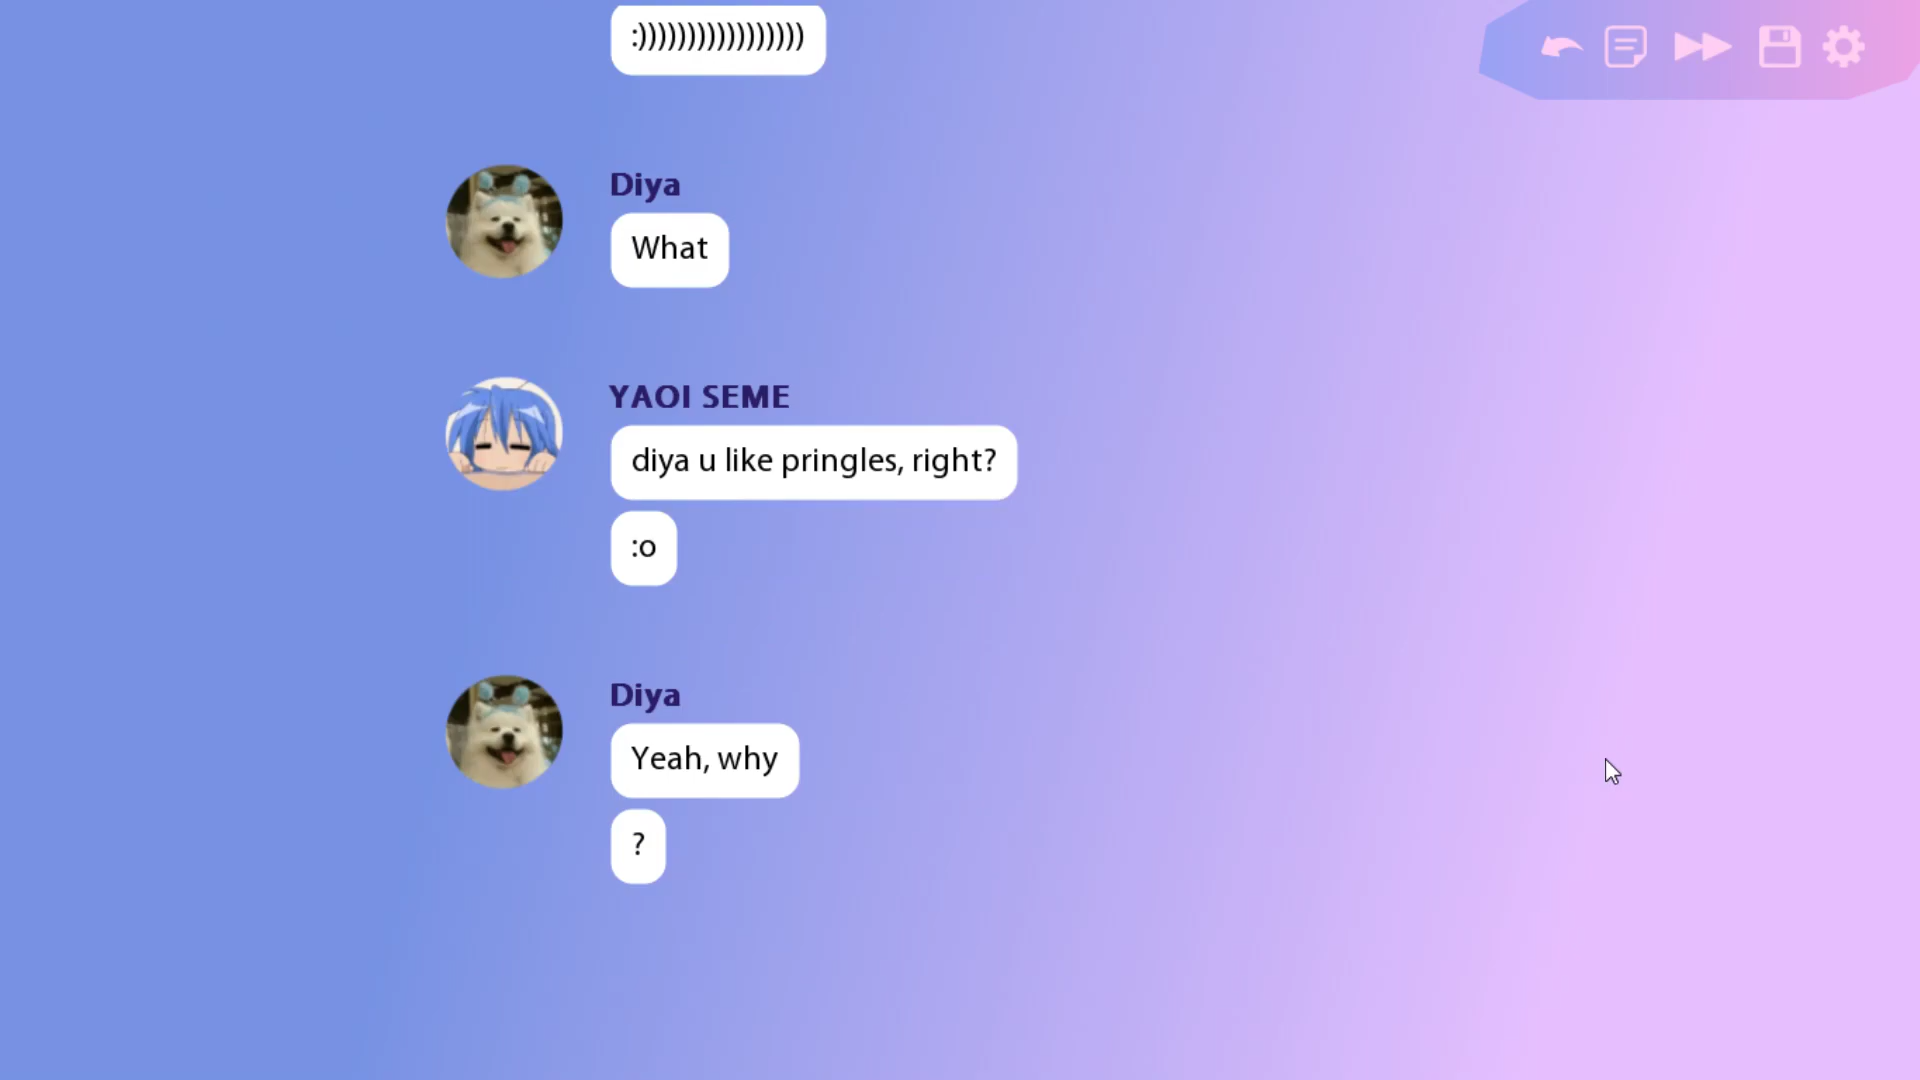 :)))))))))))))))))
Diya
What
YAOI SEME
diya u like pringles, right?
:o
Diya
Yeah, why
?